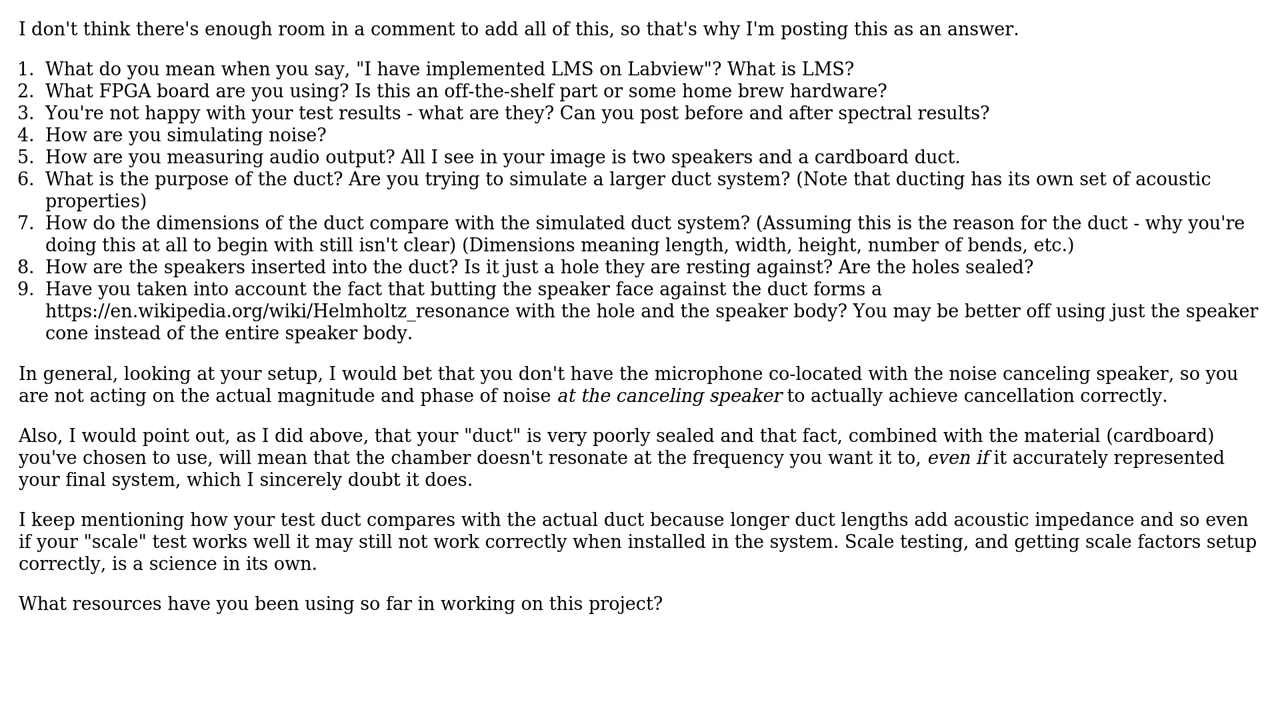 I don't think there's enough room in a comment to add all of this, so that's why I'm posting this as an answer.
1. What do you mean when you say, "I have implemented LMS on Labview"? What is LMS?
2. What FPGA board are you using? Is this an off-the-shelf part or some home brew hardware?
3. You're not happy with your test results - what are they? Can you post before and after spectral results?
4. How are you simulating noise?
5. How are you measuring audio output? All I see in your image is two speakers and a cardboard duct.
6. What is the purpose of the duct? Are you trying to simulate a larger duct system? (Note that ducting has its own set of acoustic
properties)
7. How do the dimensions of the duct compare with the simulated duct system? (Assuming this is the reason for the duct - why you're
doing this at all to begin with still isn't clear) (Dimensions meaning length, width, height, number of bends, etc.)
8. How are the speakers inserted into the duct? Is it just a hole they are resting against? Are the holes sealed?
9. Have you taken into account the fact that butting the speaker face against the duct forms a
https://en.wikipedia.org/wiki/Helmholtz_resonance with the hole and the speaker body? You may be better off using just the speaker
cone instead of the entire speaker body.
In general, looking at your setup, I would bet that you don't have the microphone co-located with the noise canceling speaker, so you
are not acting on the actual magnitude and phase of noise at the canceling speaker to actually achieve cancellation correctly.
Also, I would point out, as I did above, that your "duct" is very poorly sealed and that fact, combined with the material (cardboard)
you've chosen to use, will mean that the chamber doesn't resonate at the frequency you want it to, even if it accurately represented
your final system, which I sincerely doubt it does.
I keep mentioning how your test duct compares with the actual duct because longer duct lengths add acoustic impedance and so even
if your "scale" test works well it may still not work correctly when installed in the system. Scale testing, and getting scale factors setup
correctly, is a science in its own.
What resources have you been using so far in working on this project?